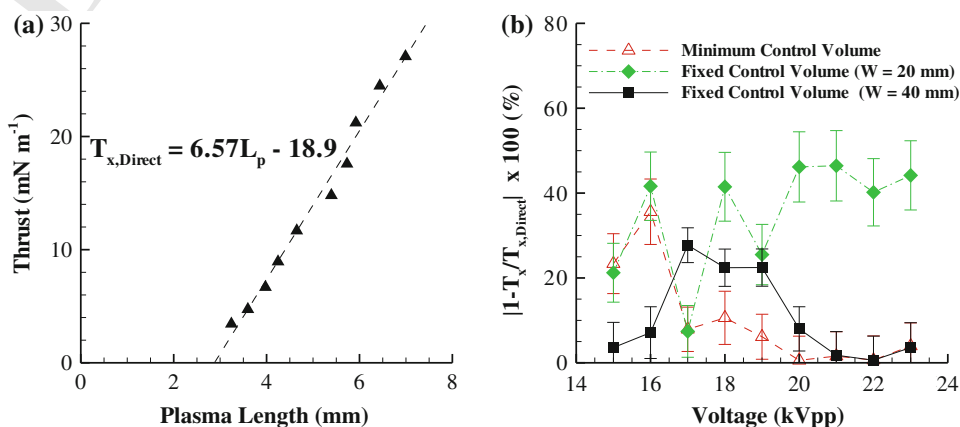 (a)
30
20
10
0
Thrust (mN m⁻¹)
T_x,Direct = 6.57L_p - 18.9
0 2 4 6 8
Plasma Length (mm)
(b)
80
60
40
20
0
|1-T_x/T_x,Direct| x 100 (%)
Minimum Control Volume
Fixed Control Volume (W = 20 mm)
Fixed Control Volume (W = 40 mm)
14 16 18 20 22 24
Voltage (kVpp)